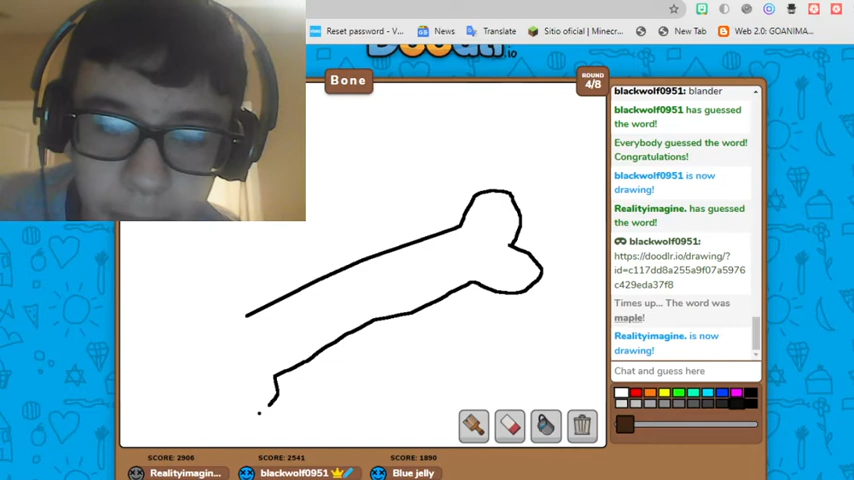 Reset password - V...
News
Translate
Sitio oficial | Minecr...
New Tab
Web 2.0: GOANIMA...
Doodlr.io
Bone
ROUND
4/8
blackwolf0951: blander
blackwolf0951 has guessed
the word!
Everybody guessed the word!
Congratulations!
blackwolf0951 is now
drawing!
Realityimagine. has guessed
the word!
blackwolf0951:
https://doodlr.io/drawing/?
id=c117dd8a255a9f07a5976
c429eda37f8
Times up... The word was
maple!
Realityimagine. is now
drawing!
Chat and guess here
SCORE: 2906
SCORE: 2541
SCORE: 1890
Realityimagin...
blackwolf0951
Blue jelly